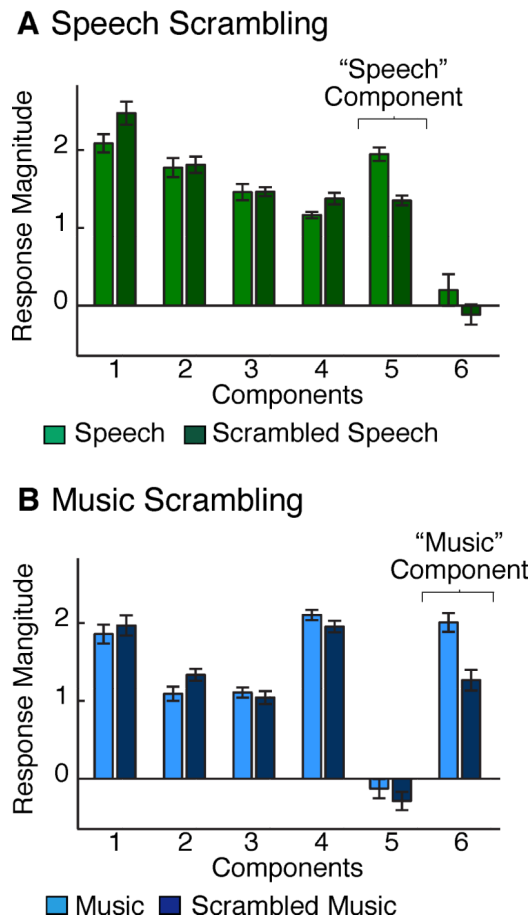 A Speech Scrambling
“Speech”
Component
Response Magnitude
2
1
0
1 2 3 4 5 6
Components
Speech Scrambled Speech
B Music Scrambling
“Music”
Component
Response Mangitude
2
1
0
1 2 3 4 5 6
Components
Music Scrambled Music